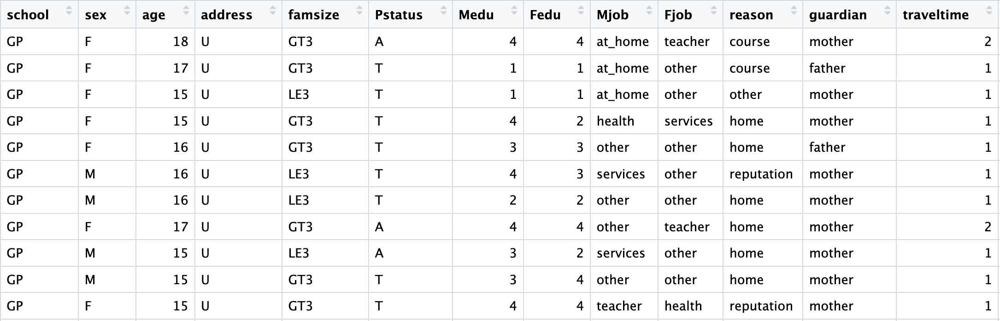 school sex age address famsize Pstatus Medu Fedu Mjob Fjob reason guardian traveltime
GP F 18 U GT3 A 4 4 at_home teacher course mother 2
GP F 17 U GT3 T 1 1 at_home other course father 1
GP F 15 U LE3 T 1 1 at_home other other mother 1
GP F 15 U GT3 T 4 2 health services home mother 1
GP F 16 U GT3 T 3 3 other other home father 1
GP M 16 U LE3 T 4 3 services other reputation mother 1
GP M 16 U LE3 T 2 2 other other home mother 1
GP F 17 U GT3 A 4 4 other teacher home mother 2
GP M 15 U LE3 A 3 2 services other home mother 1
GP M 15 U GT3 T 3 4 other other home mother 1
GP F 15 U GT3 T 4 4 teacher health reputation mother 1